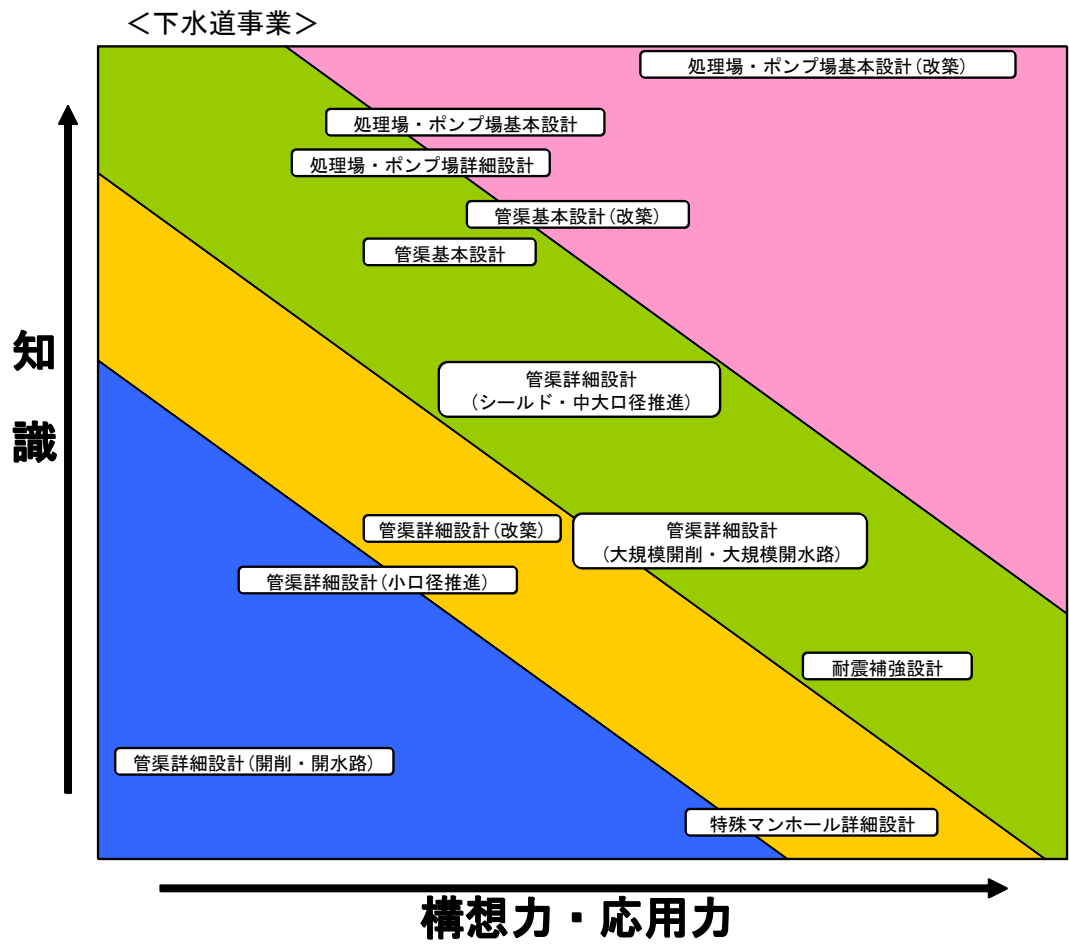 ＜下水道事業＞
処理場・ポンプ場基本設計(改築)
処理場・ポンプ場基本設計
処理場・ポンプ場詳細設計
管渠基本設計(改築)
管渠基本設計
知
識
管渠詳細設計
(シールド・中大口径推進)
管渠詳細設計(改築)
管渠詳細設計
(大規模開削・大規模開水路)
管渠詳細設計(小口径推進)
耐震補強設計
管渠詳細設計(開削・開水路)
特殊マンホール詳細設計
構想力・応用力